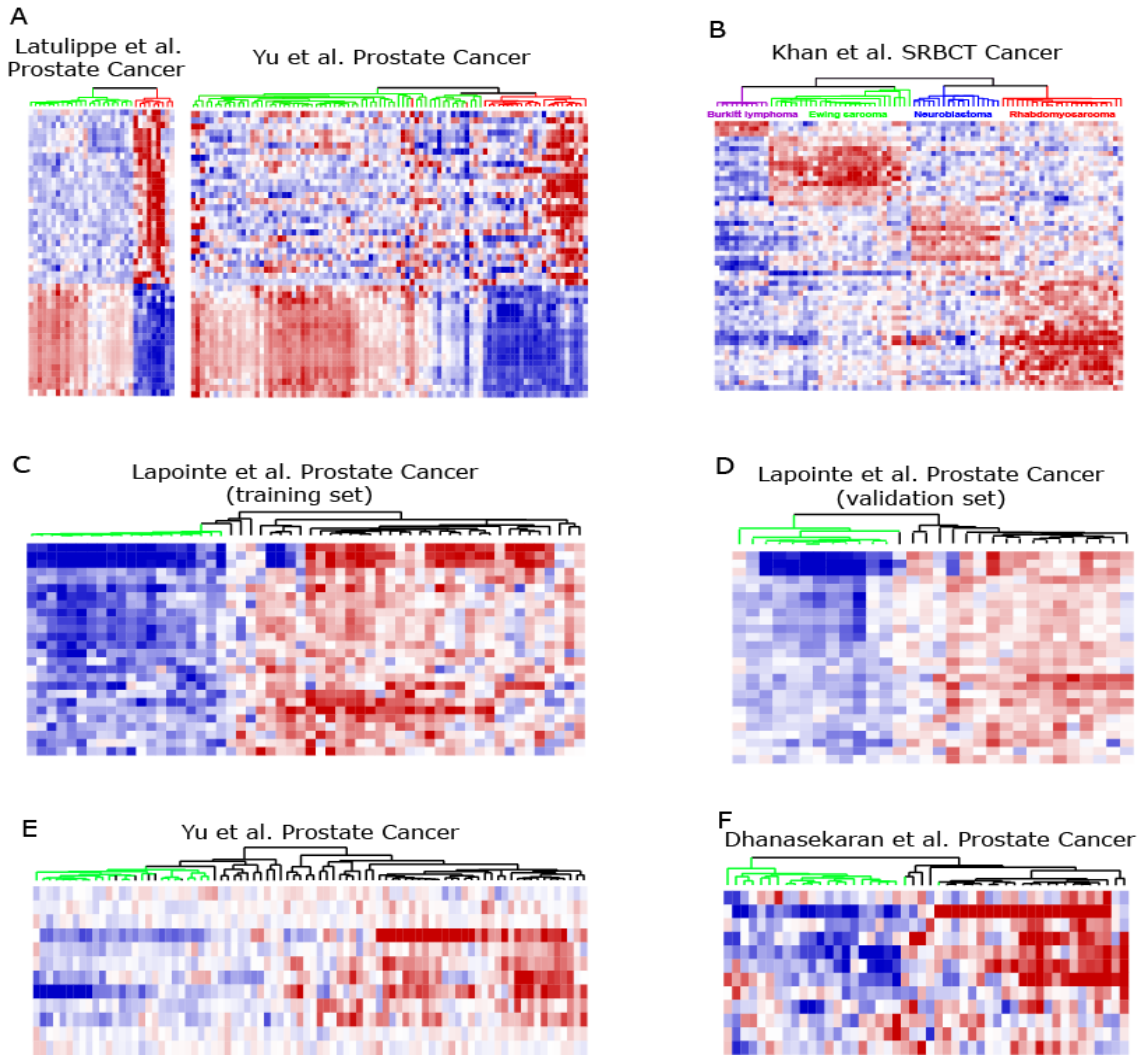 A
Latulippe et al.
Prostate Cancer
Yu et al. Prostate Cancer
B
Khan et al. SRBCT Cancer
Burkitt lymphoma Ewing sarooma Neuroblastoma Rhabdomyosarooma
C
Lapointe et al. Prostate Cancer
(training set)
D
Lapointe et al. Prostate Cancer
(validation set)
E
Yu et al. Prostate Cancer
F
Dhanasekaran et al. Prostate Cancer